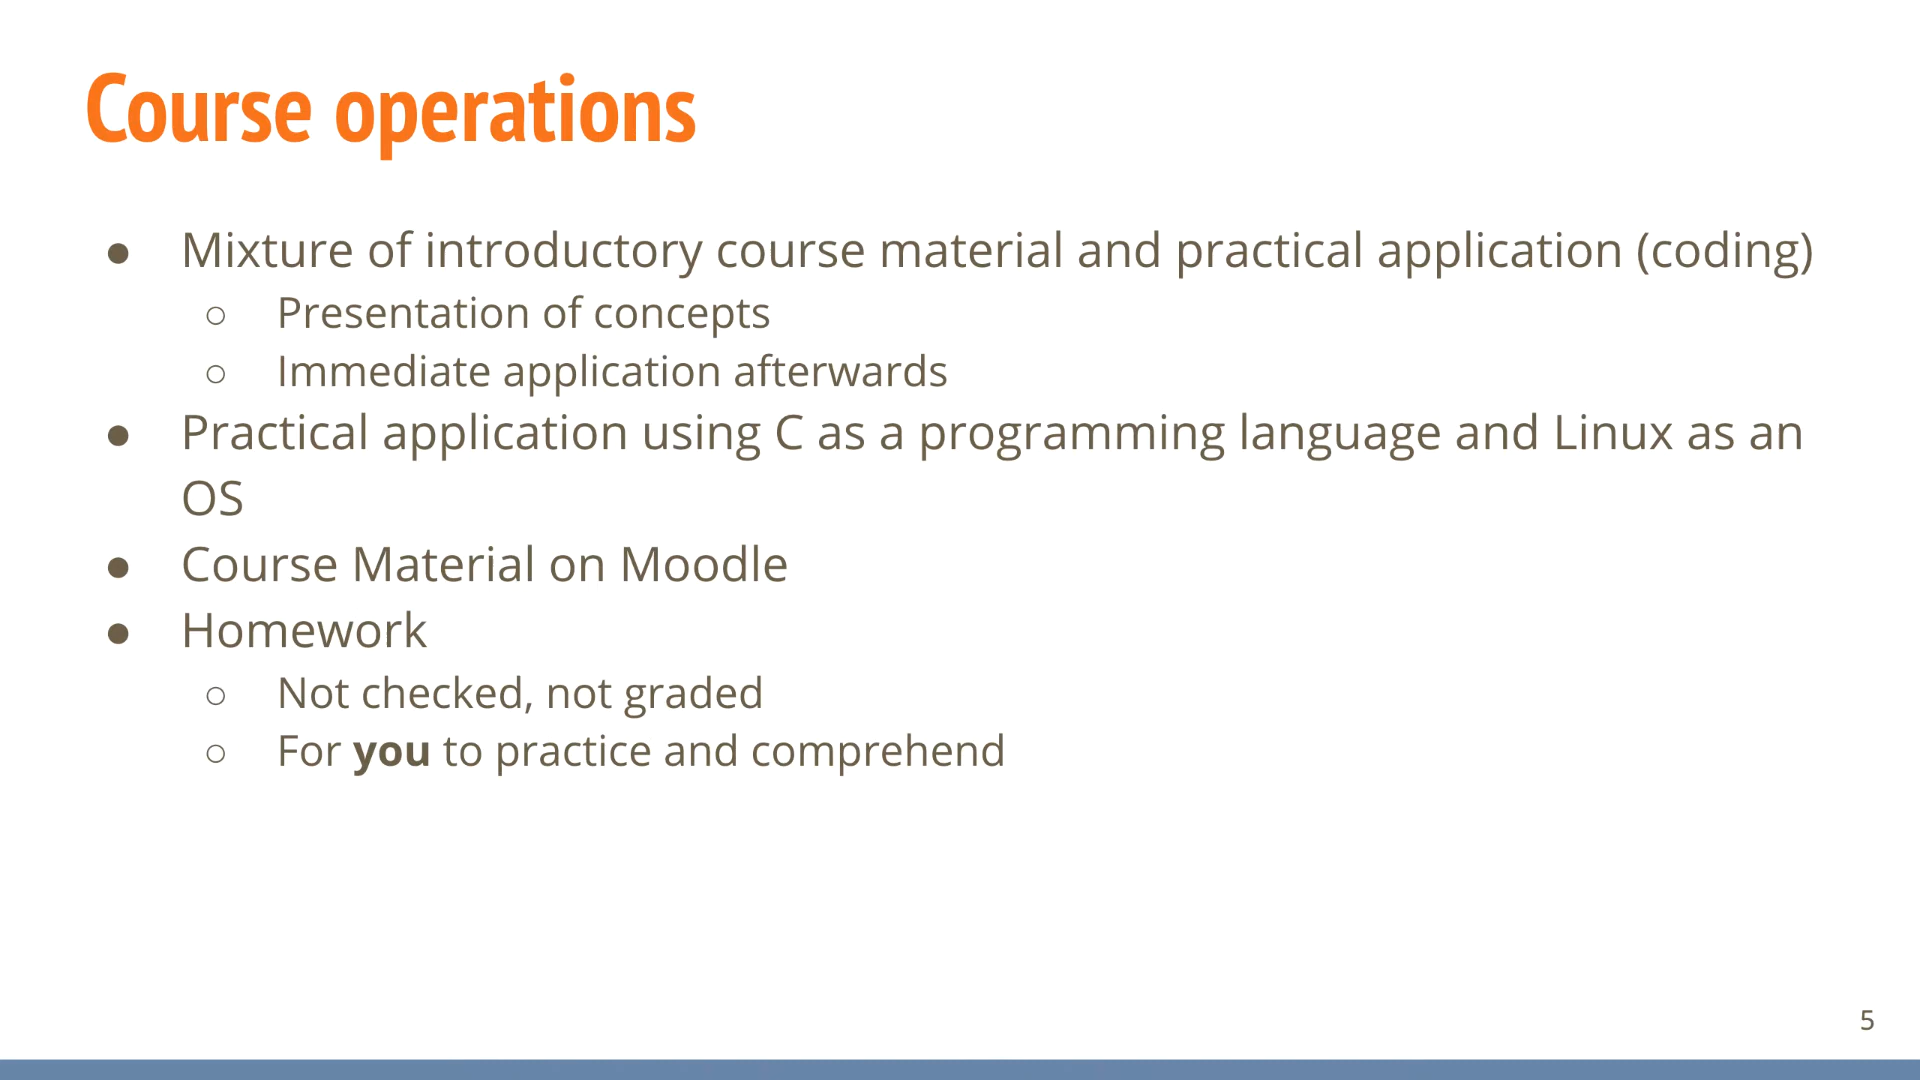 Course operations
● Mixture of introductory course material and practical application (coding)
○ Presentation of concepts
○ Immediate application afterwards
● Practical application using C as a programming language and Linux as an
OS
● Course Material on Moodle
● Homework
○ Not checked, not graded
○ For you to practice and comprehend
5